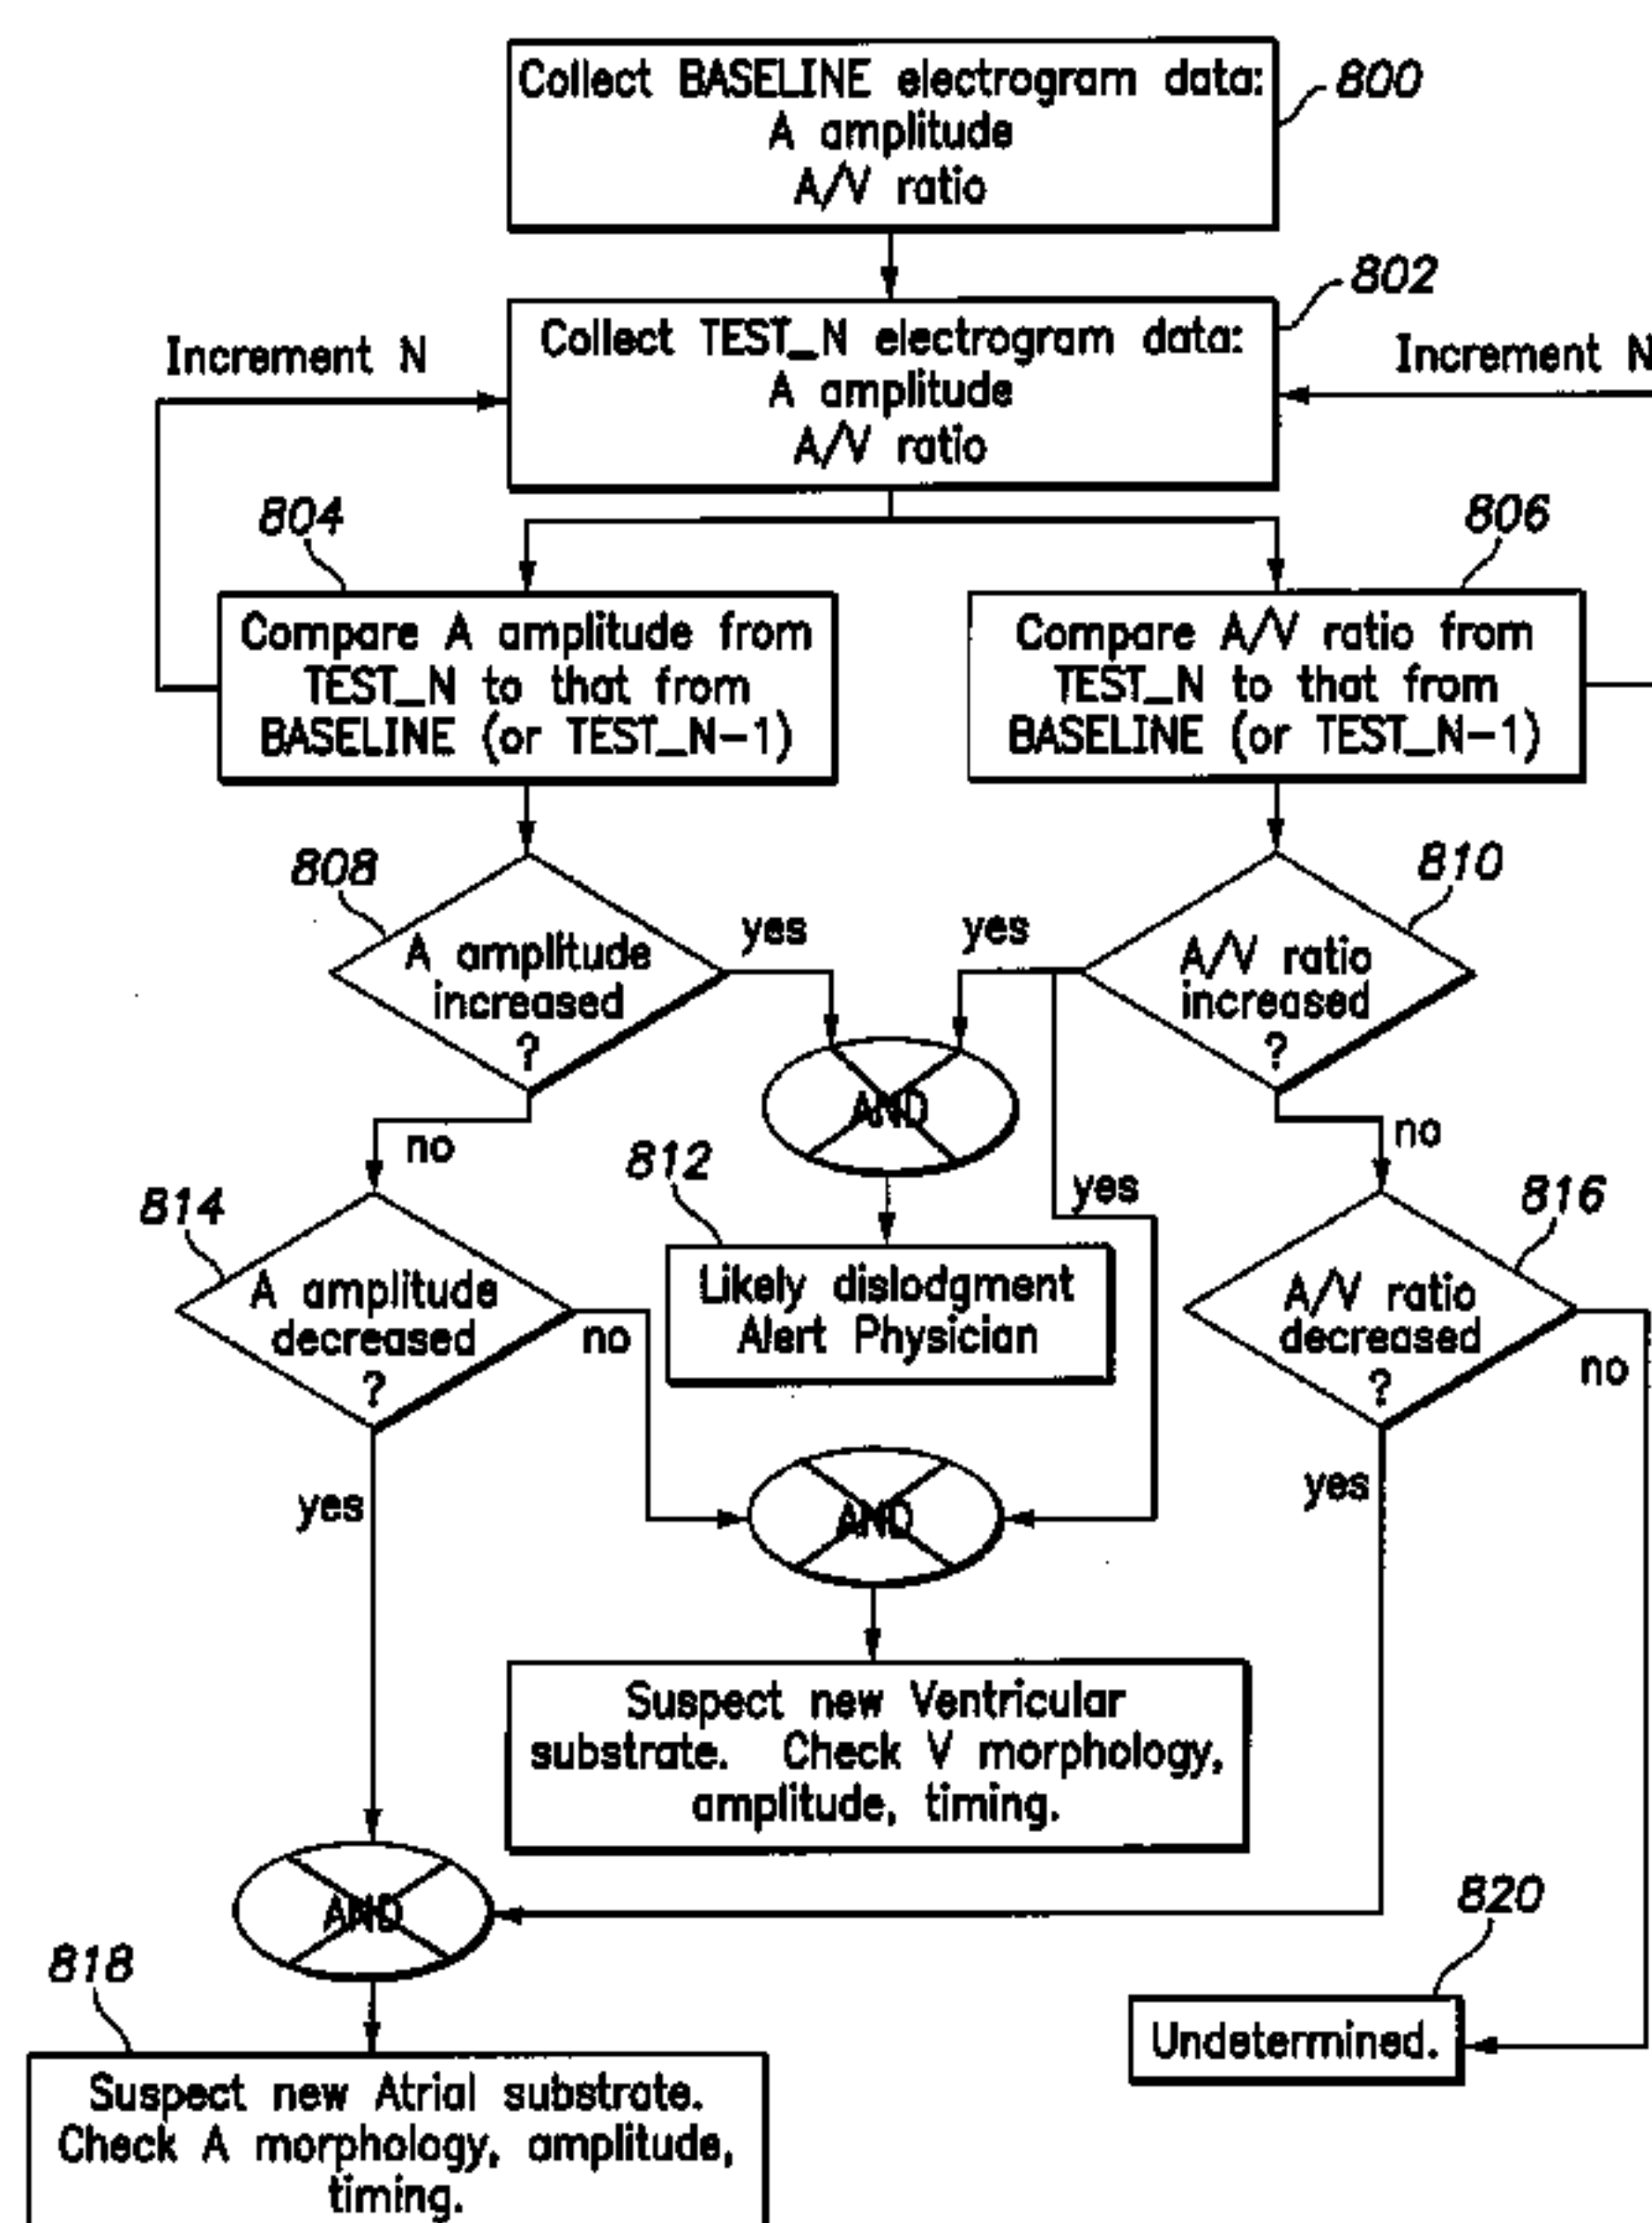 Collect BASELINE electrogram data:
A amplitude
A/V ratio
800
802
Increment N
Collect TEST_N electrogram data:
A amplitude
A/V ratio
Increment N
804
806
Compare A amplitude from
TEST_N to that from
BASELINE (or TEST_N-1)
Compare A/V ratio from
TEST_N to that from
BASELINE (or TEST_N-1)
808
810
A amplitude
increased
?
yes
yes
A/V ratio
increased
?
AND
no
no
812
yes
814
816
A amplitude
decreased
?
no
Likely dislodgment
Alert Physician
A/V ratio
decreased
?
no
yes
AND
yes
Suspect new Ventricular
substrate. Check V morphology,
amplitude, timing.
AND
820
818
Undetermined.
Suspect new Atrial substrate.
Check A morphology, amplitude,
timing.